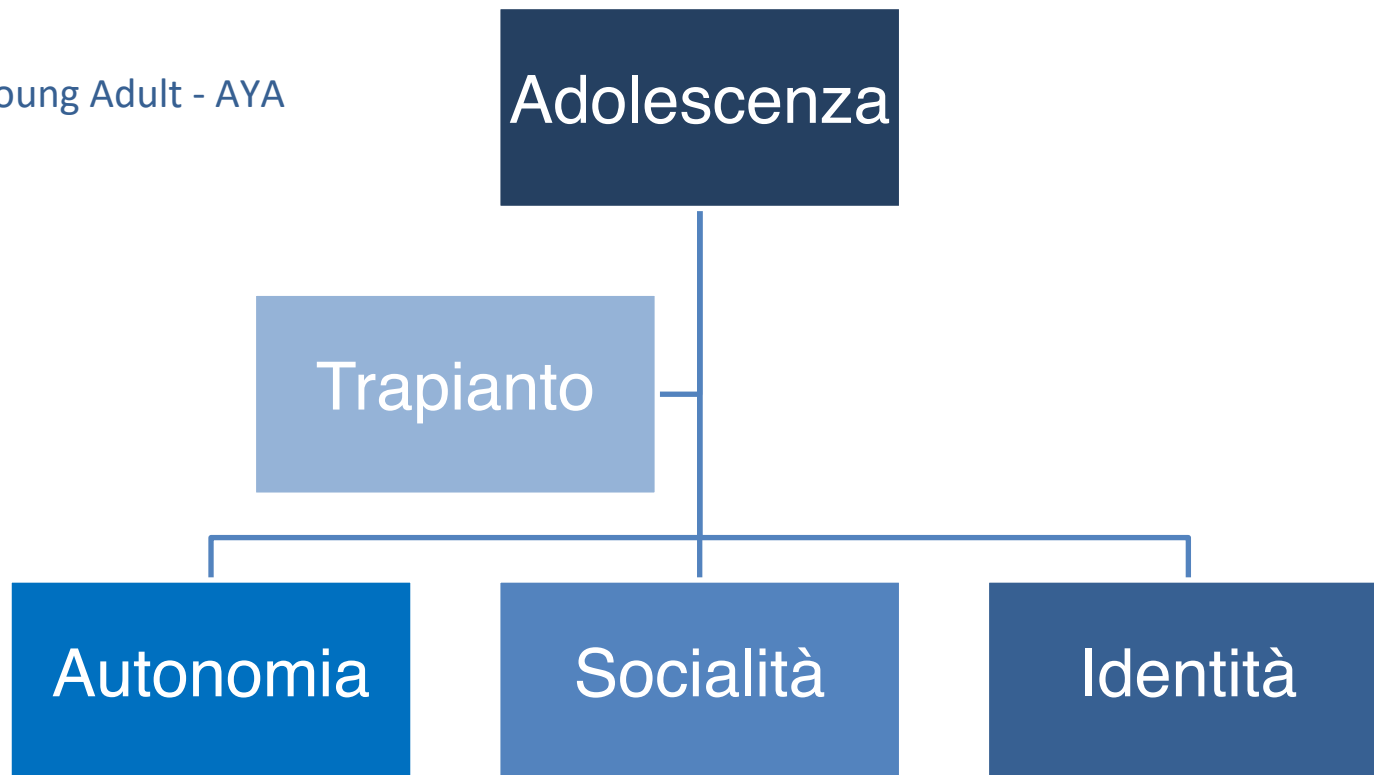 oung Adult - AYA
Adolescenza
Trapianto
Autonomia
Socialità
Identità